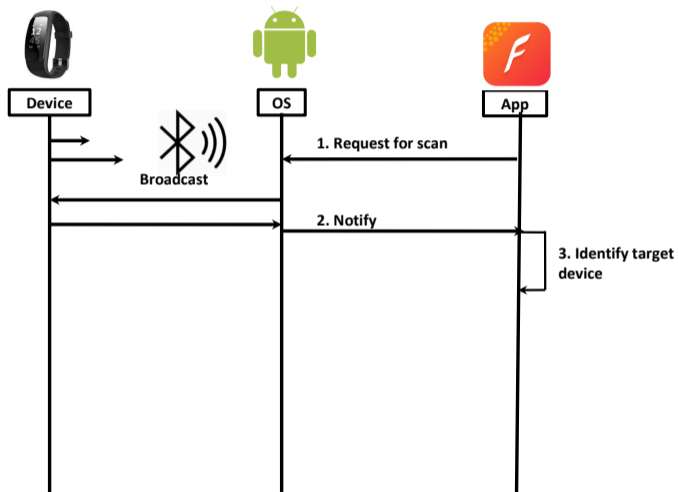 Device
OS
App
1. Request for scan
Broadcast
2. Notify
3. Identify target
device